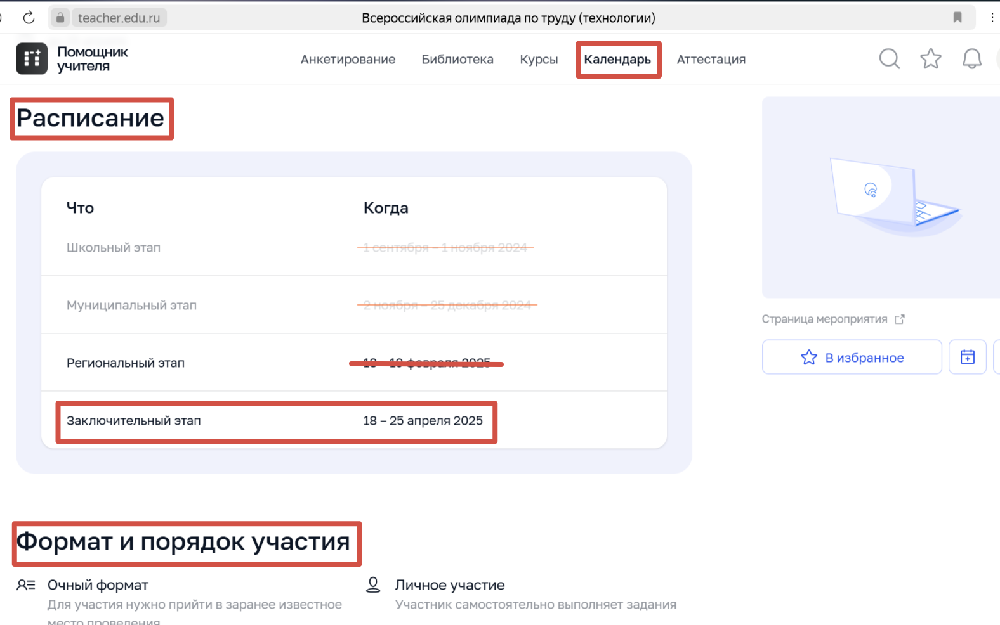 teacher.edu.ru
Всероссийская олимпиада по труду (технологии)
Помощник
учителя
Анкетирование
Библиотека
Курсы
Календарь
Аттестация
Расписание
Что
Когда
Школьный этап
1 сентября – 1 ноября 2024
Муниципальный этап
2 ноября – 25 декабря 2024
Региональный этап
18 – 19 февраля 2025
Заключительный этап
18 – 25 апреля 2025
Страница мероприятия
В избранное
Формат и порядок участия
Очный формат
Для участия нужно прийти в заранее известное
место проведения
Личное участие
Участник самостоятельно выполняет задания